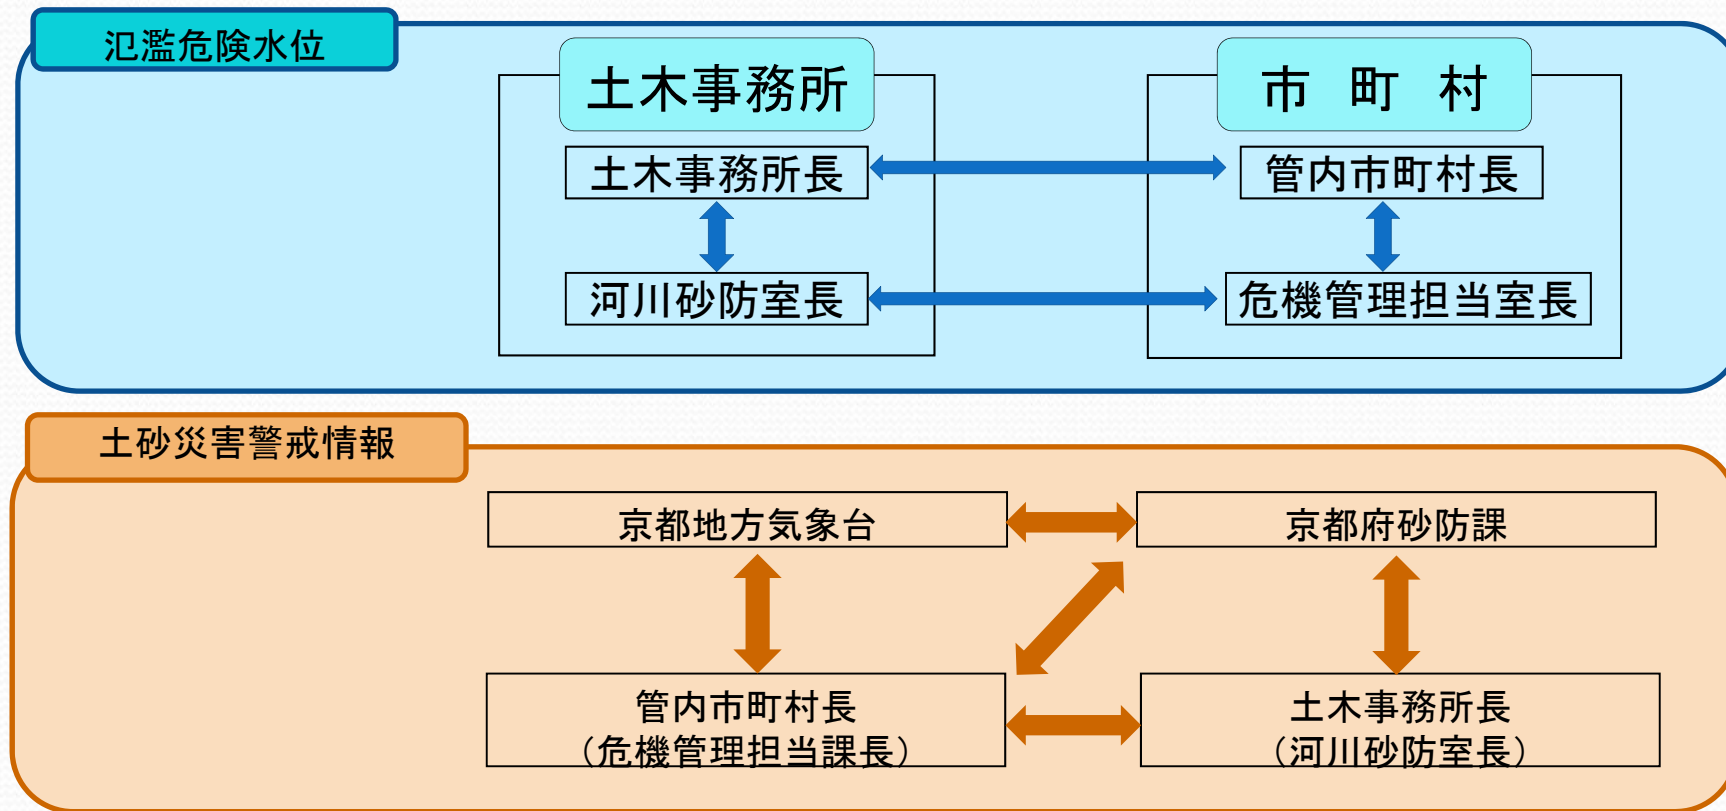 氾濫危険水位
土木事務所
市 町 村
土木事務所長
管内市町村長
河川砂防室長
危機管理担当室長
土砂災害警戒情報
京都地方気象台
京都府砂防課
管内市町村長
（危機管理担当課長）
土木事務所長
（河川砂防室長）